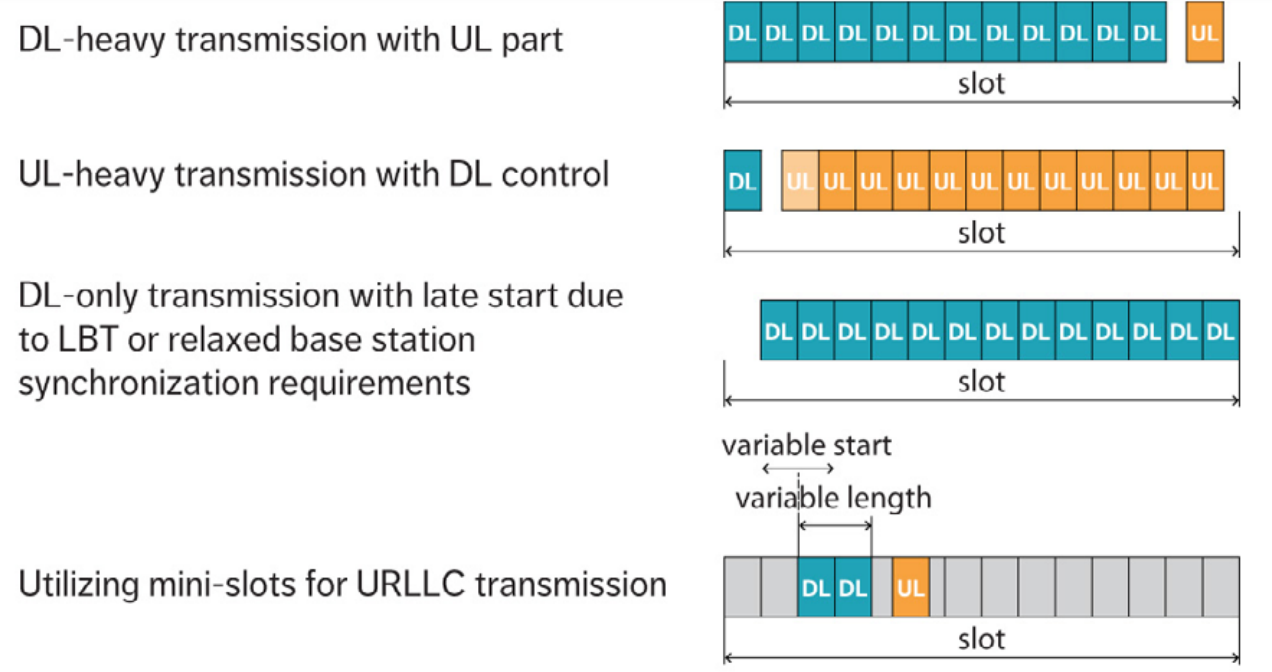 DL-heavy transmission with UL part
DL DL DL DL DL DL DL DL DL DL DL DL UL
slot
UL-heavy transmission with DL control
DL UL UL UL UL UL UL UL UL UL UL UL UL
slot
DL-only transmission with late start due
to LBT or relaxed base station
synchronization requirements
DL DL DL DL DL DL DL DL DL DL DL DL DL
slot
variable start
variable length
Utilizing mini-slots for URLLC transmission
DL DL UL
slot